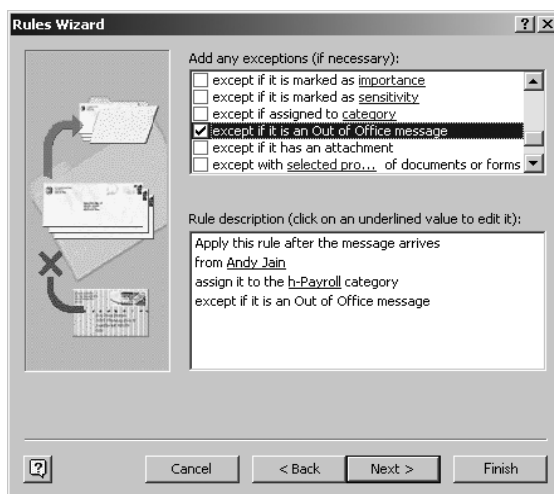 Rules Wizard
Add any exceptions (if necessary):
except if it is marked as importance
except if it is marked as sensitivity
except if assigned to category
except if it is an Out of Office message
except if it has an attachment
except with selected pro... of documents or forms
Rule description (click on an underlined value to edit it):
Apply this rule after the message arrives
from Andy Jain
assign it to the h-Payroll category
except if it is an Out of Office message
Cancel
< Back
Next >
Finish